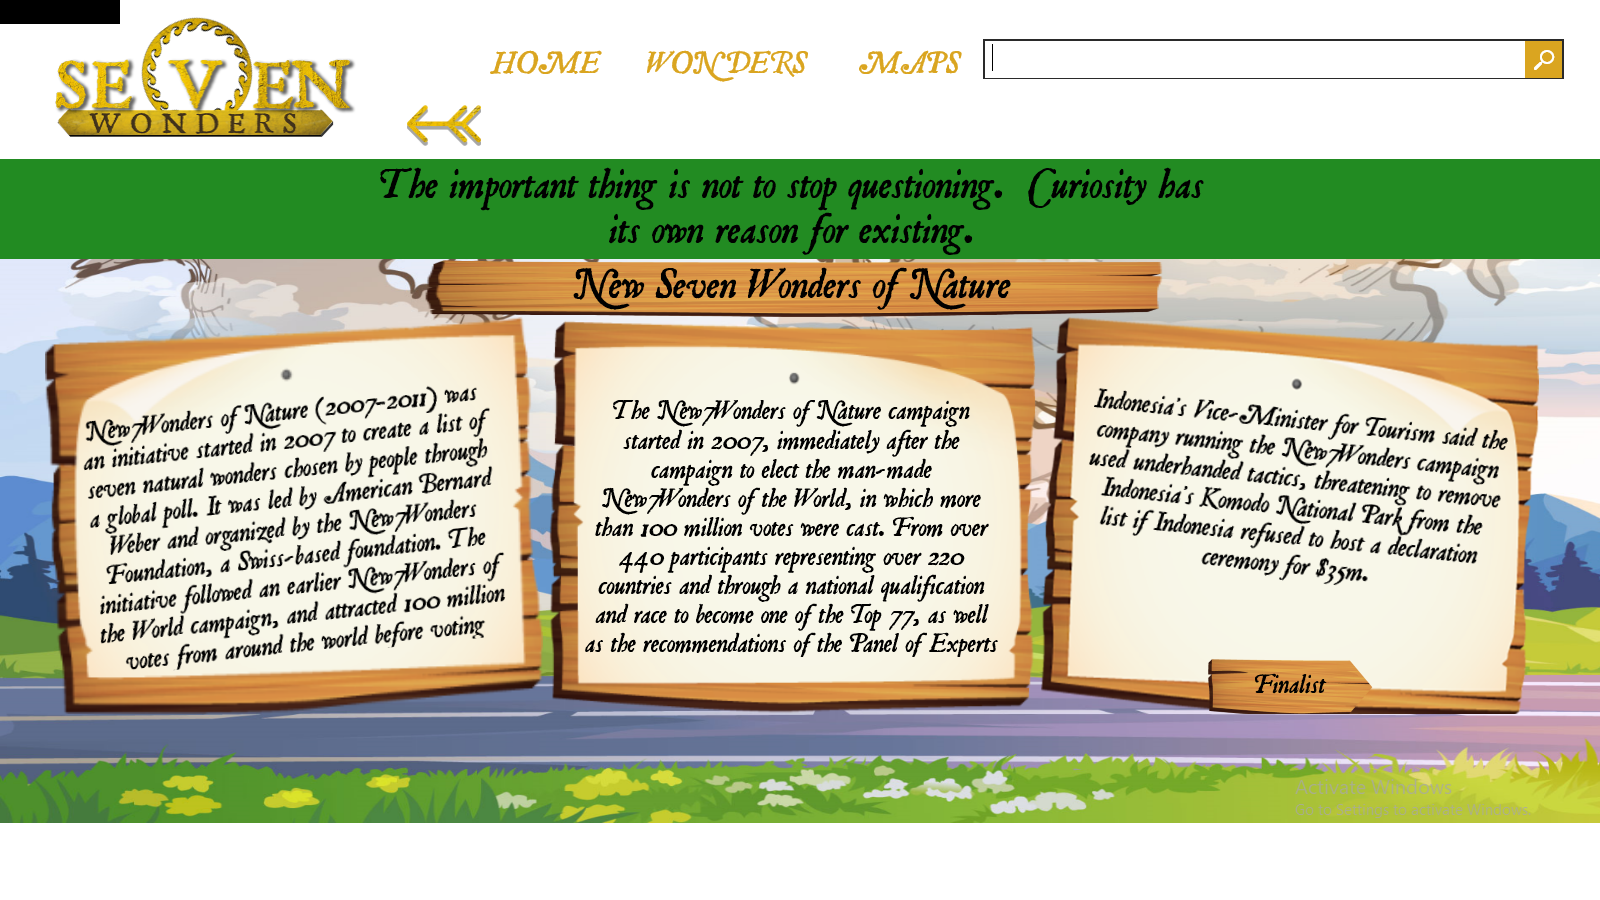 SEVEN
WONDERS
HOME WONDERS MAPS
The important thing is not to stop questioning. Curiosity has
its own reason for existing.
New Seven Wonders of Nature
New7Wonders of Nature (2007-2011) was
an initiative started in 2007 to create a list of
seven natural wonders chosen by people through
a global poll. It was led by American Bernard
Weber and organized by the New7Wonders
Foundation, a Swiss-based foundation. The
initiative followed an earlier New7Wonders of
the World campaign, and attracted 100 million
votes from around the world before voting
The New7Wonders of Nature campaign
started in 2007, immediately after the
campaign to elect the man-made
New7Wonders of the World, in which more
than 100 million votes were cast. From over
440 participants representing over 220
countries and through a national qualification
and race to become one of the Top 77, as well
as the recommendations of the Panel of Experts
Indonesia's Vice-Minister for Tourism said the
company running the New7Wonders campaign
used underhanded tactics, threatening to remove
Indonesia's Komodo National Park from the
list if Indonesia refused to host a declaration
ceremony for $35m.
Finalist
Activate Windows
Go to Settings to activate Windows.